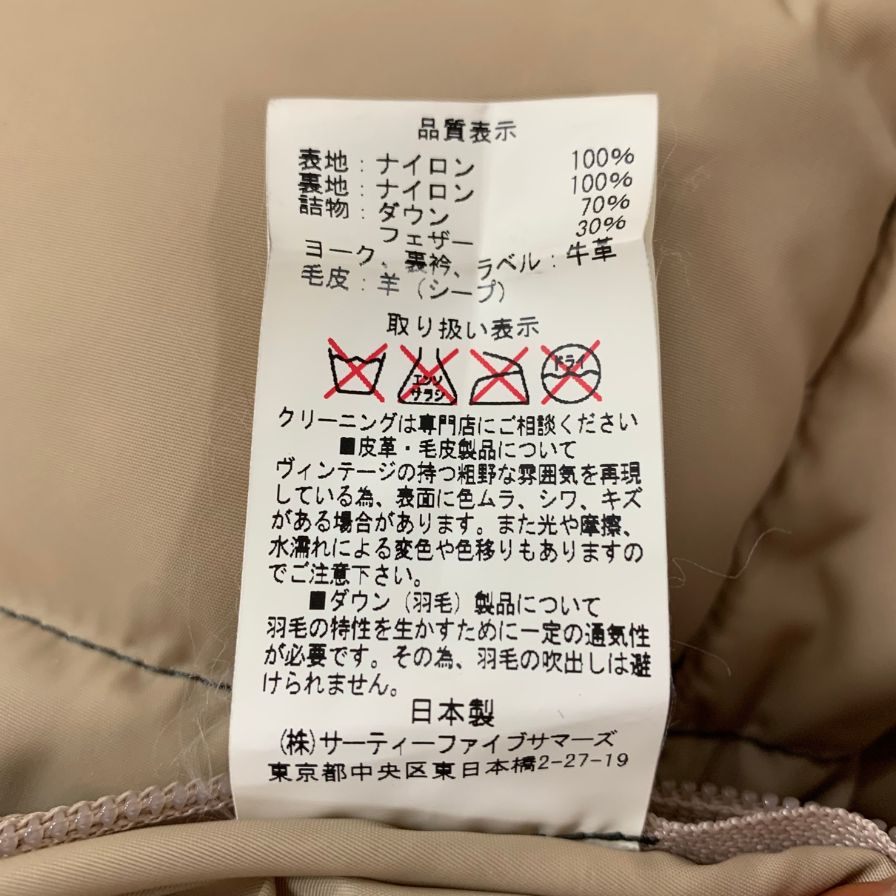 品質表示
表地：ナイロン 100%
裏地：ナイロン 100%
詰物：ダウン 70%
フェザー 30%
ヨーク、裏衿、ラベル：牛革
毛皮：羊（シープ）
取り扱い表示
エンソ サラシ ドライ
クリーニングは専門店にご相談ください
■皮革・毛皮製品について
ヴィンテージの持つ粗野な雰囲気を再現
している為、表面に色ムラ、シワ、キズ
がある場合があります。また光や摩擦、
水濡れによる変色や色移りもありますの
でご注意下さい。
■ダウン（羽毛）製品について
羽毛の特性を生かすために一定の通気性
が必要です。その為、羽毛の吹出しは避
けられません。
日本製
(株)サーティーファイブサマーズ
東京都中央区東日本橋2-27-19